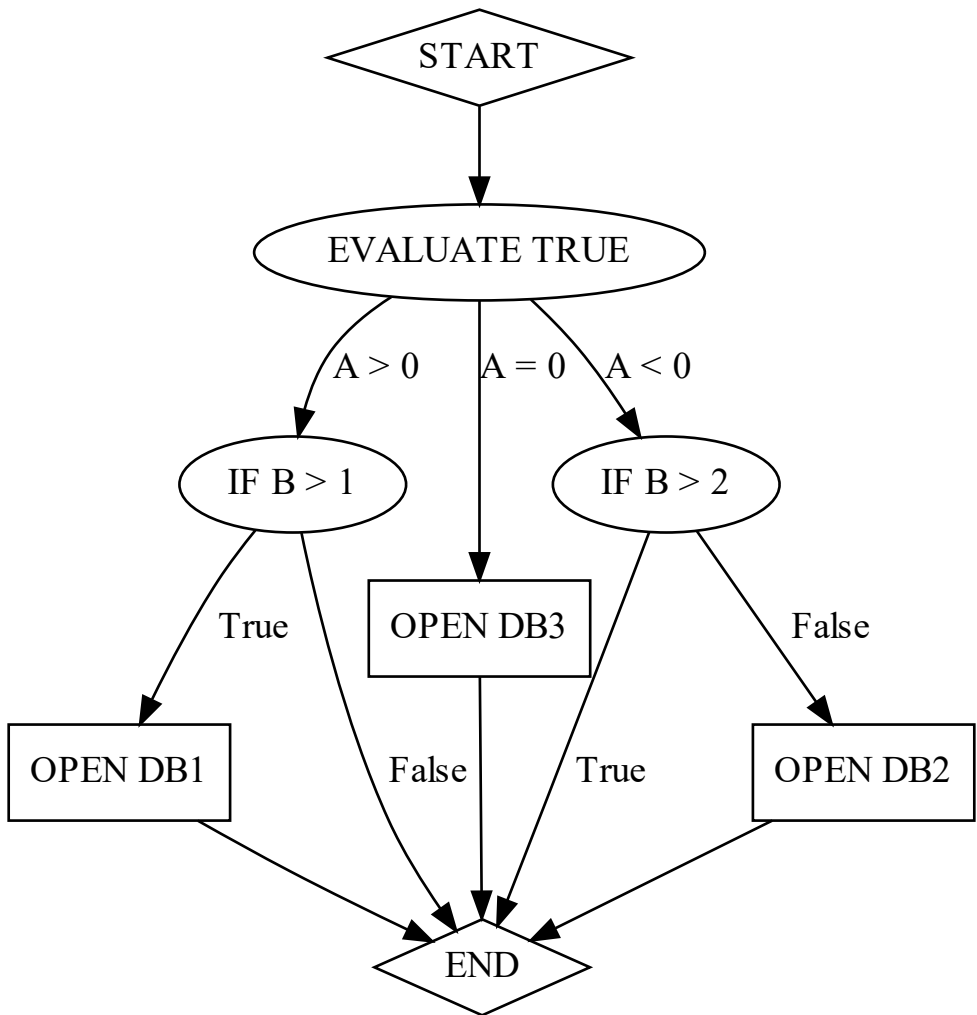 START
EVALUATE TRUE
A > 0
A = 0
A < 0
IF B > 1
IF B > 2
True
OPEN DB3
False
OPEN DB1
False
True
OPEN DB2
END